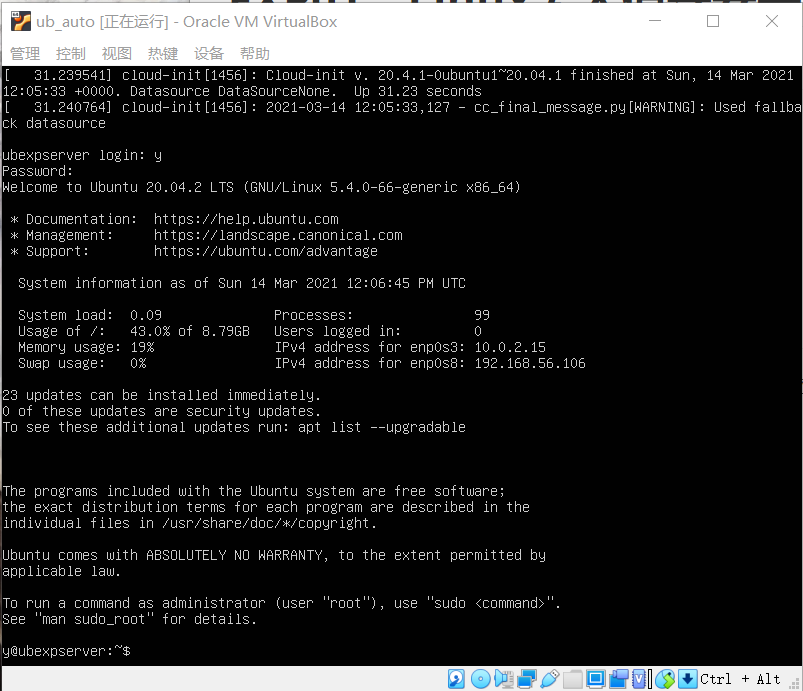 ub_auto [正在运行] - Oracle VM VirtualBox
管理 控制 视图 热键 设备 帮助
[   31.239541] cloud-init[1456]: Cloud-init v. 20.4.1-0ubuntu1~20.04.1 finished at Sun, 14 Mar 2021
12:05:33 +0000. Datasource DataSourceNone.  Up 31.23 seconds
[   31.240764] cloud-init[1456]: 2021-03-14 12:05:33,127 - cc_final_message.py[WARNING]: Used fallba
ck datasource
ubexpserver login: y
Password:
Welcome to Ubuntu 20.04.2 LTS (GNU/Linux 5.4.0-66-generic x86_64)
* Documentation:  https://help.ubuntu.com
* Management:     https://landscape.canonical.com
* Support:        https://ubuntu.com/advantage
System information as of Sun 14 Mar 2021 12:06:45 PM UTC
System load:  0.09              Processes:               99
Usage of /:   43.0% of 8.79GB   Users logged in:         0
Memory usage: 19%               IPv4 address for enp0s3: 10.0.2.15
Swap usage:   0%                IPv4 address for enp0s8: 192.168.56.106
23 updates can be installed immediately.
0 of these updates are security updates.
To see these additional updates run: apt list --upgradable
The programs included with the Ubuntu system are free software;
the exact distribution terms for each program are described in the
individual files in /usr/share/doc/*/copyright.
Ubuntu comes with ABSOLUTELY NO WARRANTY, to the extent permitted by
applicable law.
To run a command as administrator (user "root"), use "sudo <command>".
See "man sudo_root" for details.
y@ubexpserver:~$
Ctrl + Alt